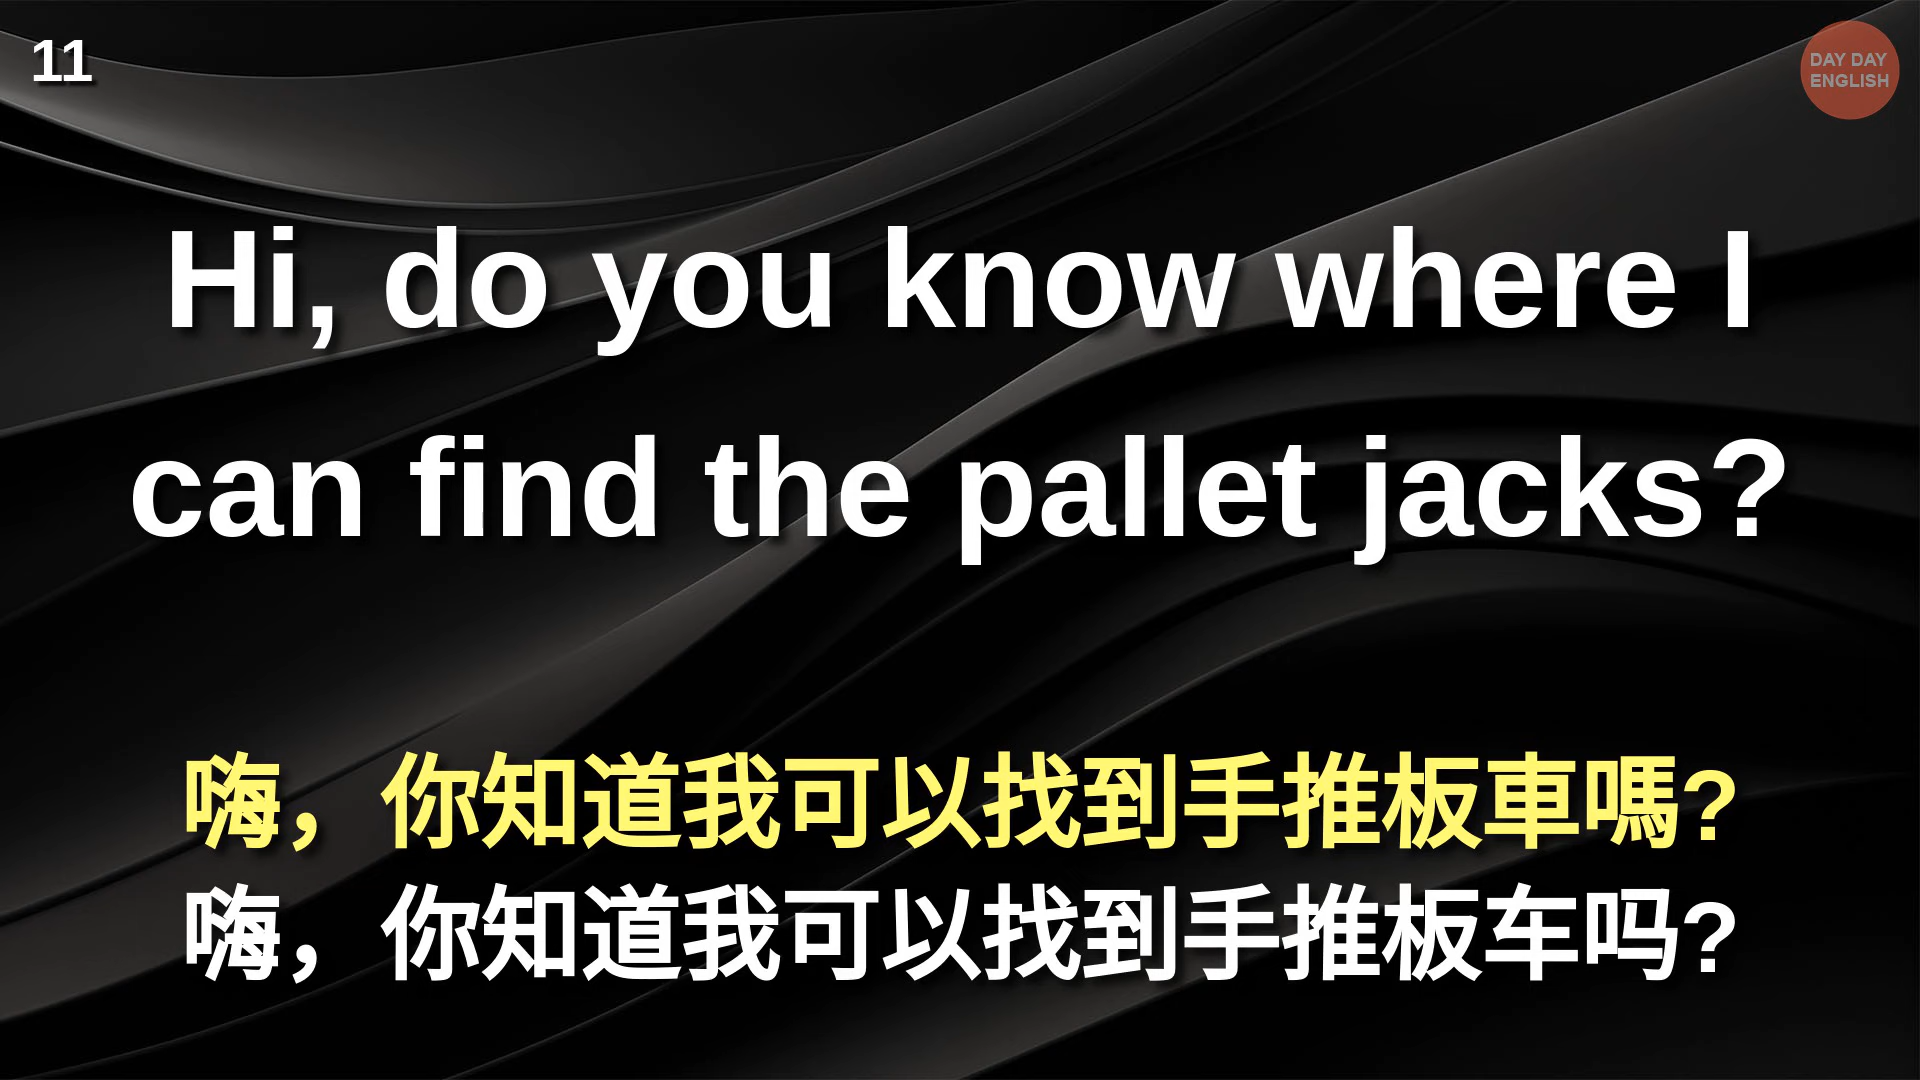 11
DAY DAY
ENGLISH
Hi, do you know where I
can find the pallet jacks?
嗨，你知道我可以找到手推板車嗎?
嗨，你知道我可以找到手推板车吗?